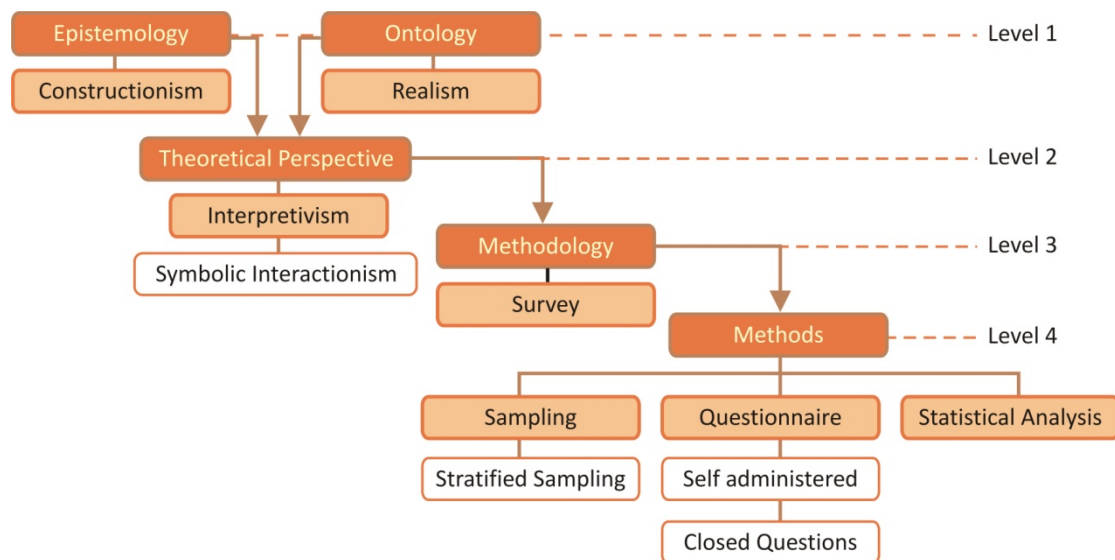 Epistemology
Ontology
Level 1
Constructionism
Realism
Theoretical Perspective
Level 2
Interpretivism
Methodology
Level 3
Symbolic Interactionism
Survey
Methods
Level 4
Sampling
Questionnaire
Statistical Analysis
Stratified Sampling
Self administered
Closed Questions